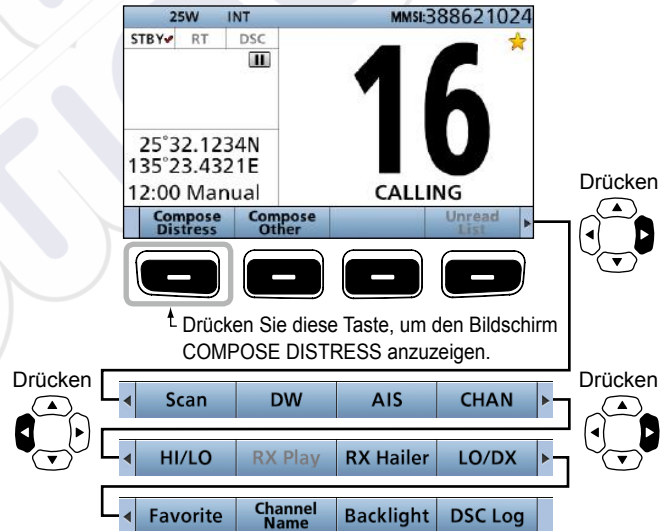 25W INT MMSI:388621024
STBY RT DSC
25°32.1234N
135°23.4321E
12:00 Manual
16
CALLING
Compose Distress
Compose Other
Unread List
Drücken
Drücken Sie diese Taste, um den Bildschirm
COMPOSE DISTRESS anzuzeigen.
Drücken
Drücken
Scan DW AIS CHAN
HI/LO RX Play RX Hailer LO/DX
Favorite Channel Name Backlight DSC Log